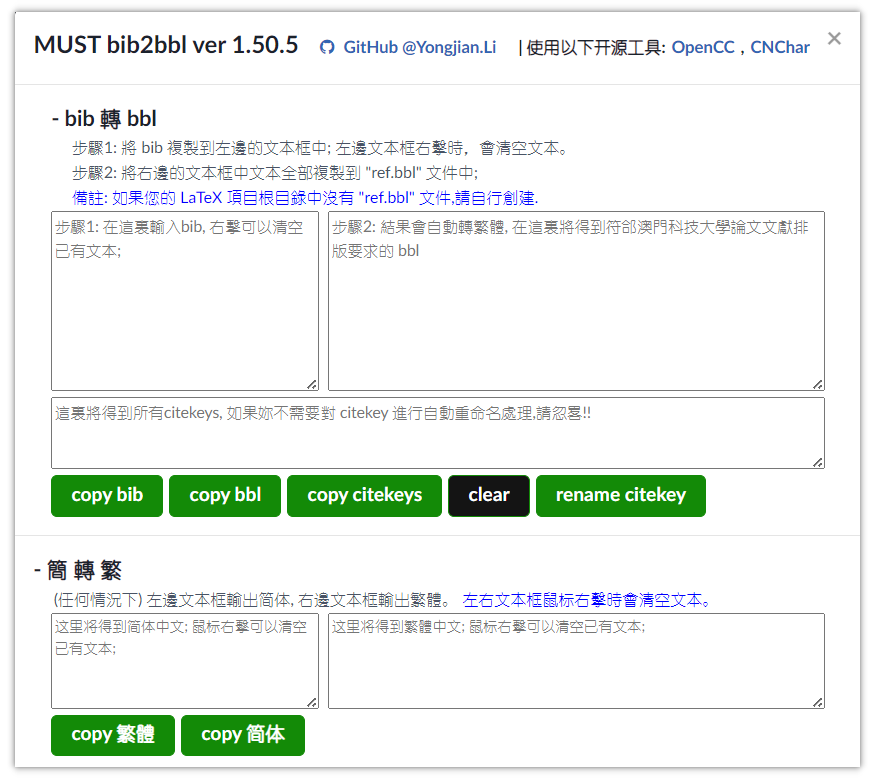 MUST bib2bbl ver 1.50.5 GitHub @Yongjian.Li | 使用以下开源工具: OpenCC , CNChar ×
- bib 轉 bbl
步驟1: 將 bib 複製到左邊的文本框中; 左邊文本框右擊時，會清空文本。
步驟2: 將右邊的文本框中文本全部複製到 "ref.bbl" 文件中;
備註: 如果您的 LaTeX 項目根目錄中沒有 "ref.bbl" 文件,請自行創建.
步驟1: 在這裏輸入bib, 右擊可以清空
已有文本;
步驟2: 結果會自動轉繁體, 在這裏將得到符郃澳門科技大學論文文獻排
版要求的 bbl
這裏將得到所有citekeys, 如果妳不需要對 citekey 進行自動重命名處理,請忽畧!!
copy bib copy bbl copy citekeys clear rename citekey
- 簡 轉 繁
(任何情況下) 左邊文本框輸出简体, 右邊文本框輸出繁體。 左右文本框鼠标右擊時會清空文本。
这里将得到简体中文; 鼠标右擊可以清空
已有文本;
这里将得到繁體中文; 鼠标右擊可以清空已有文本;
copy 繁體 copy 简体